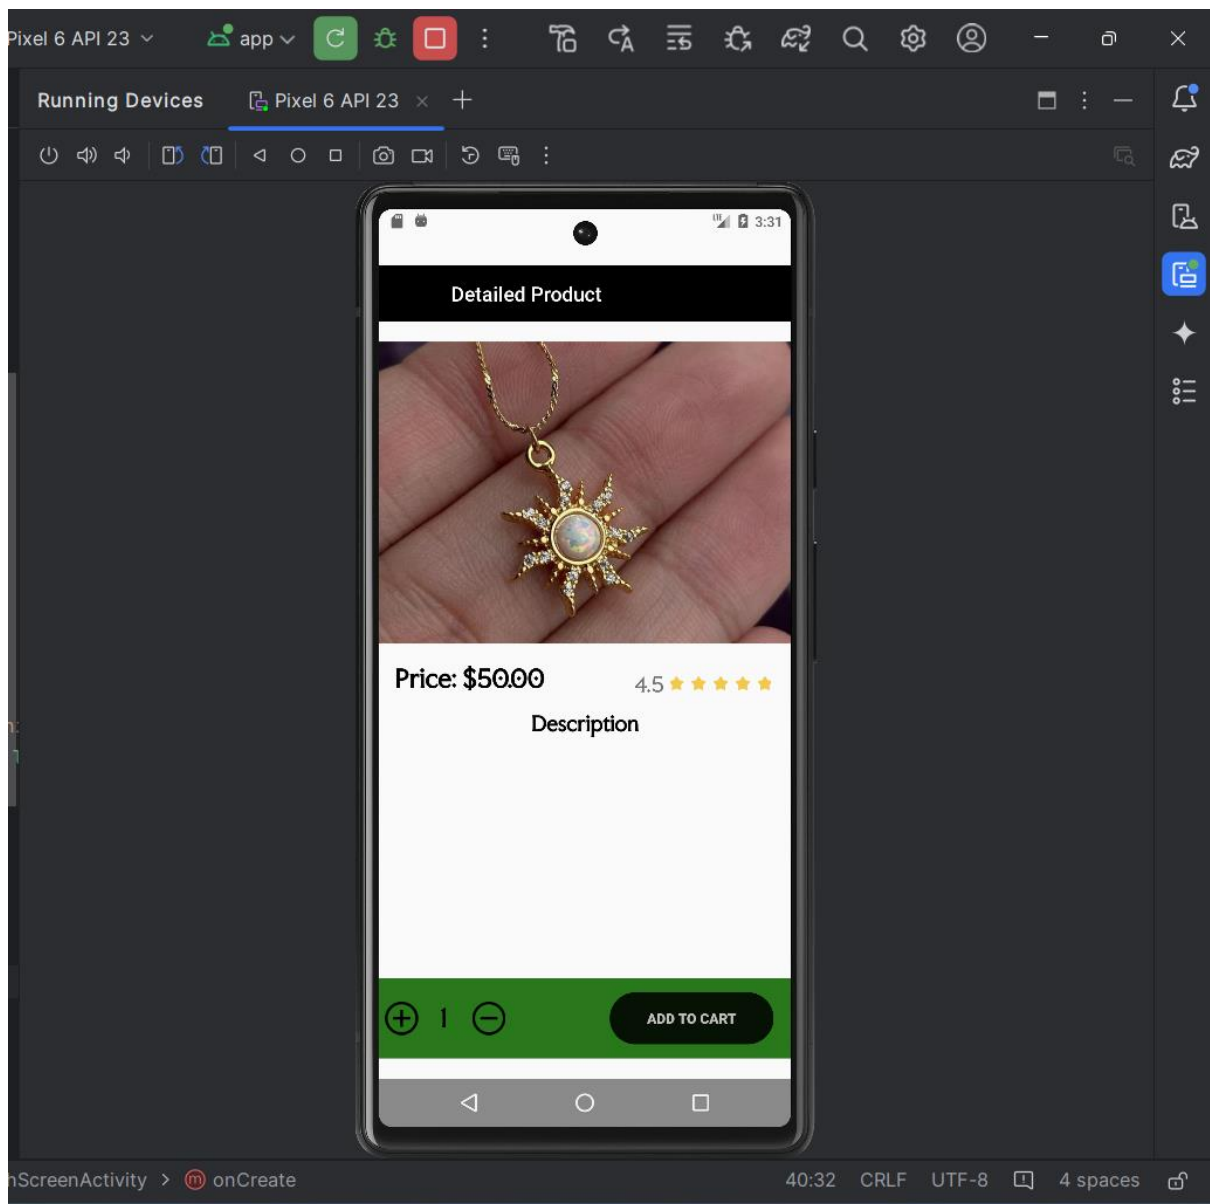 Pixel 6 API 23
app
Running Devices
Pixel 6 API 23
LTE
3:31
Detailed Product
Price: $50.00
4.5
Description
1
ADD TO CART
ScreenActivity > m onCreate
40:32 CRLF UTF-8 4 spaces